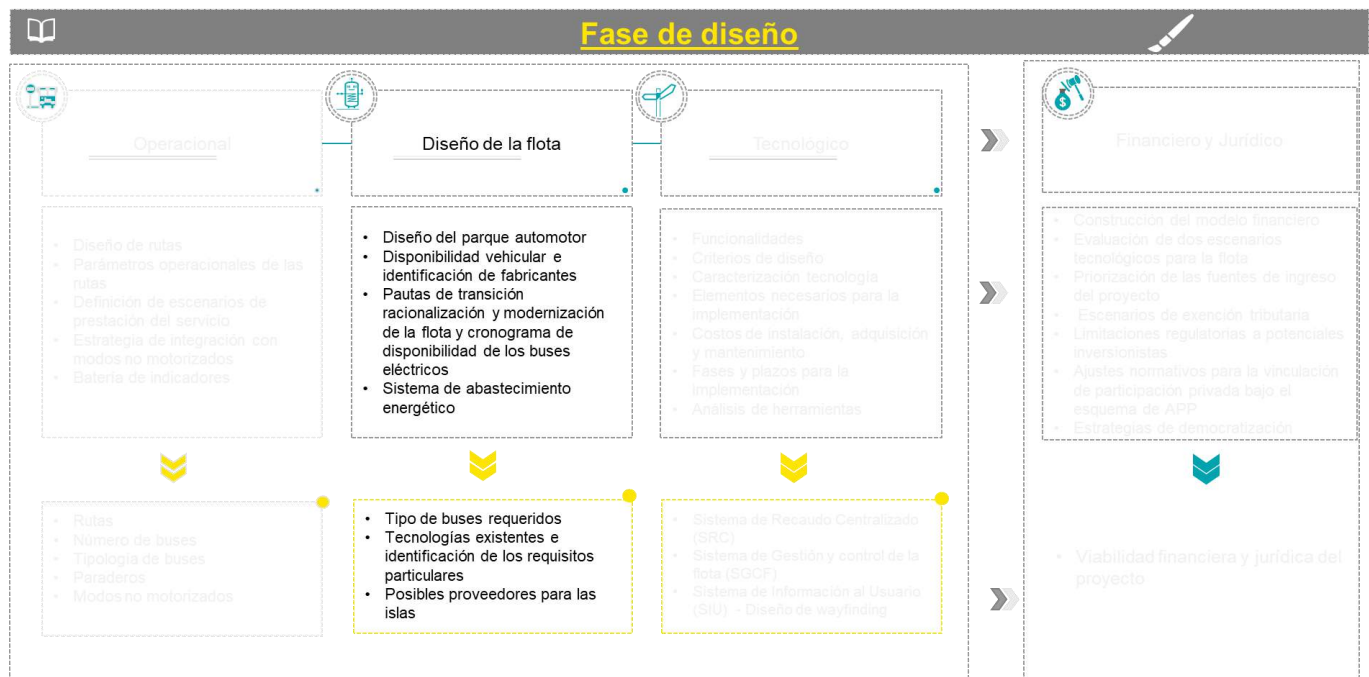 Fase de diseño
Operacional
Diseño de la flota
Tecnológico
Financiero y Jurídico
• Diseño de rutas
• Parámetros operacionales de las
rutas
• Definición de escenarios de
prestación del servicio
• Estrategia de integración con
modos no motorizados
• Batería de indicadores
• Diseño del parque automotor
• Disponibilidad vehicular e
identificación de fabricantes
• Pautas de transición
racionalización y modernización
de la flota y cronograma de
disponibilidad de los buses
eléctricos
• Sistema de abastecimiento
energético
• Funcionalidades
• Criterios de diseño
• Caracterización tecnología
• Elementos necesarios para la
implementación
• Costos de instalación, adquisición
y mantenimiento
• Fases y plazos para la
implementación
• Análisis de herramientas
• Construcción del modelo financiero
• Evaluación de dos escenarios
tecnológicos para la flota
• Priorización de las fuentes de ingreso
del proyecto
• Escenarios de exención tributaria
• Limitaciones regulatorias a potenciales
inversionistas
• Ajustes normativos para la vinculación
de participación privada bajo el
esquema de APP
• Estrategias de democratización
• Rutas
• Número de buses
• Tipología de buses
• Paraderos
• Modos no motorizados
• Tipo de buses requeridos
• Tecnologías existentes e
identificación de los requisitos
particulares
• Posibles proveedores para las
islas
• Sistema de Recaudo Centralizado
(SRC)
• Sistema de Gestión y control de la
flota (SGCF)
• Sistema de Información al Usuario
(SIU) - Diseño de wayfinding
• Viabilidad financiera y jurídica del
proyecto